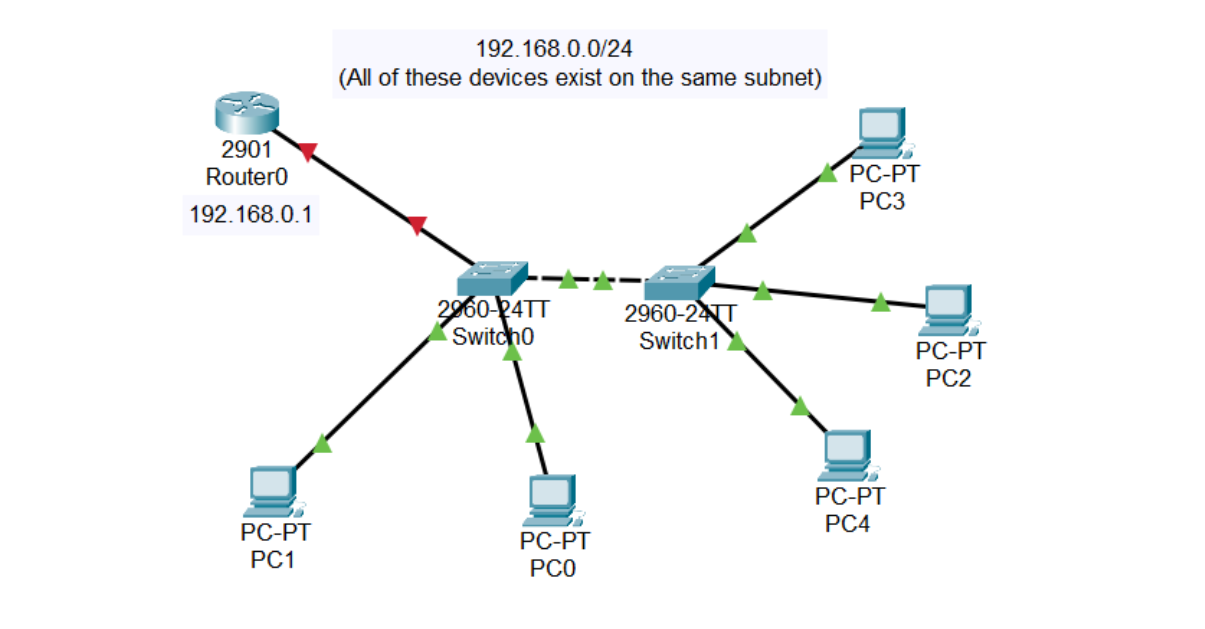 192.168.0.0/24
(All of these devices exist on the same subnet)
2901
Router0
192.168.0.1
PC-PT
PC3
2960-24TT
Switch0
2960-24TT
Switch1
PC-PT
PC2
PC-PT
PC4
PC-PT
PC1
PC-PT
PC0